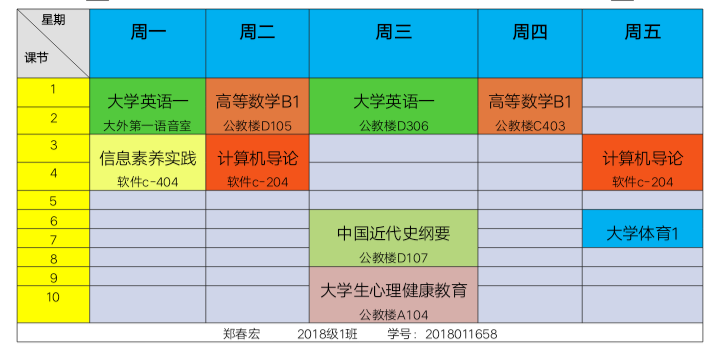 星期 周一 周二 周三 周四 周五
课节
1 大学英语一 高等数学B1 大学英语一 高等数学B1
2 大外第一语音室 公教楼D105 公教楼D306 公教楼C403
3 信息素养实践 计算机导论 计算机导论
4 软件c-404 软件c-204 软件c-204
5
6
7 中国近代史纲要 大学体育1
8 公教楼D107
9
10 大学生心理健康教育
公教楼A104
郑春宏 2018级1班 学号：2018011658